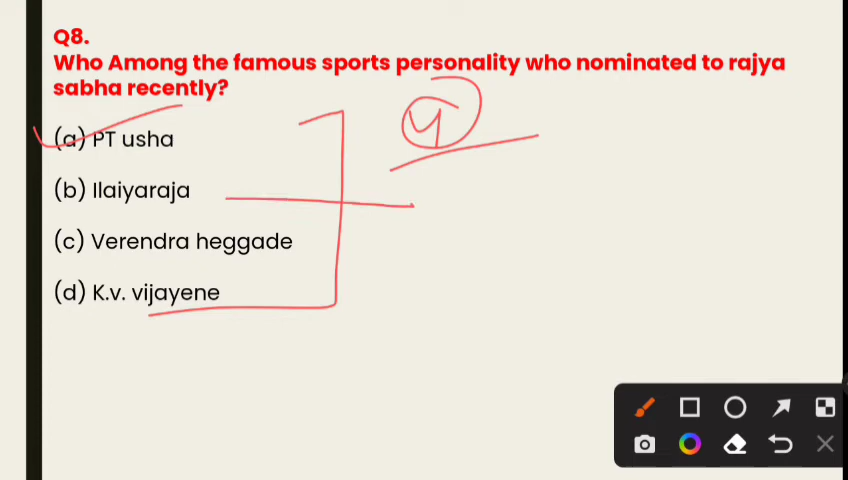 Q8.
Who Among the famous sports personality who nominated to rajya
sabha recently?
(a) PT usha
(b) Ilaiyaraja
(c) Verendra heggade
(d) K.v. vijayene